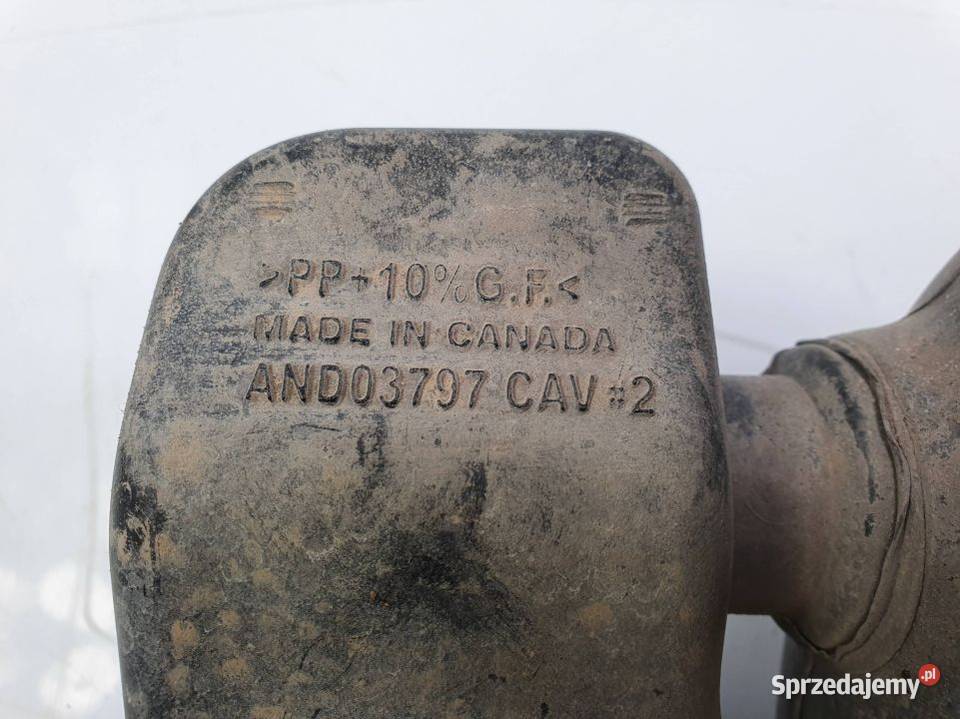 >PP+10%G.F.<
MADE IN CANADA
AND03797 CAV #2
Sprzedajemy.pl